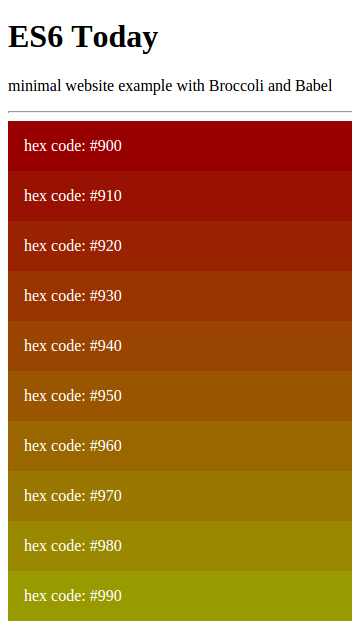 ES6 Today
minimal website example with Broccoli and Babel
hex code: #900
hex code: #910
hex code: #920
hex code: #930
hex code: #940
hex code: #950
hex code: #960
hex code: #970
hex code: #980
hex code: #990